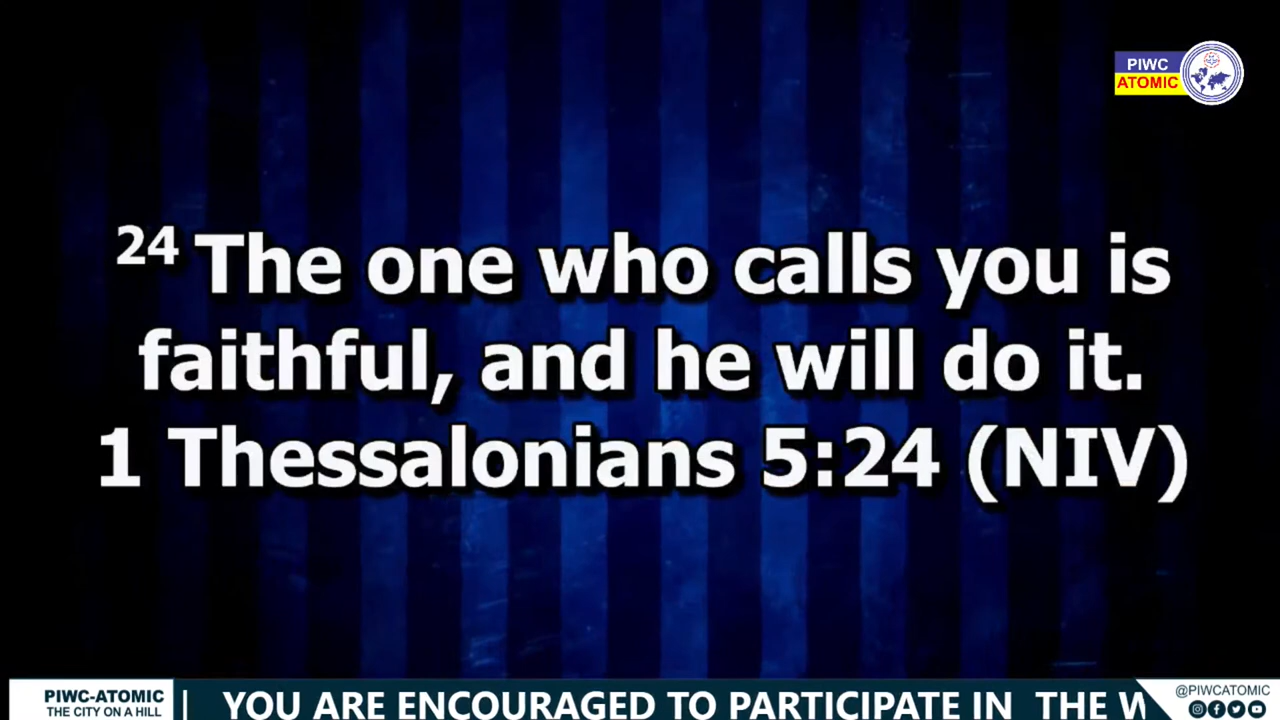 PIWC
ATOMIC
24 The one who calls you is
faithful, and he will do it.
1 Thessalonians 5:24 (NIV)
PIWC-ATOMIC
THE CITY ON A HILL
| YOU ARE ENCOURAGED TO PARTICIPATE IN THE W
@PIWCATOMIC